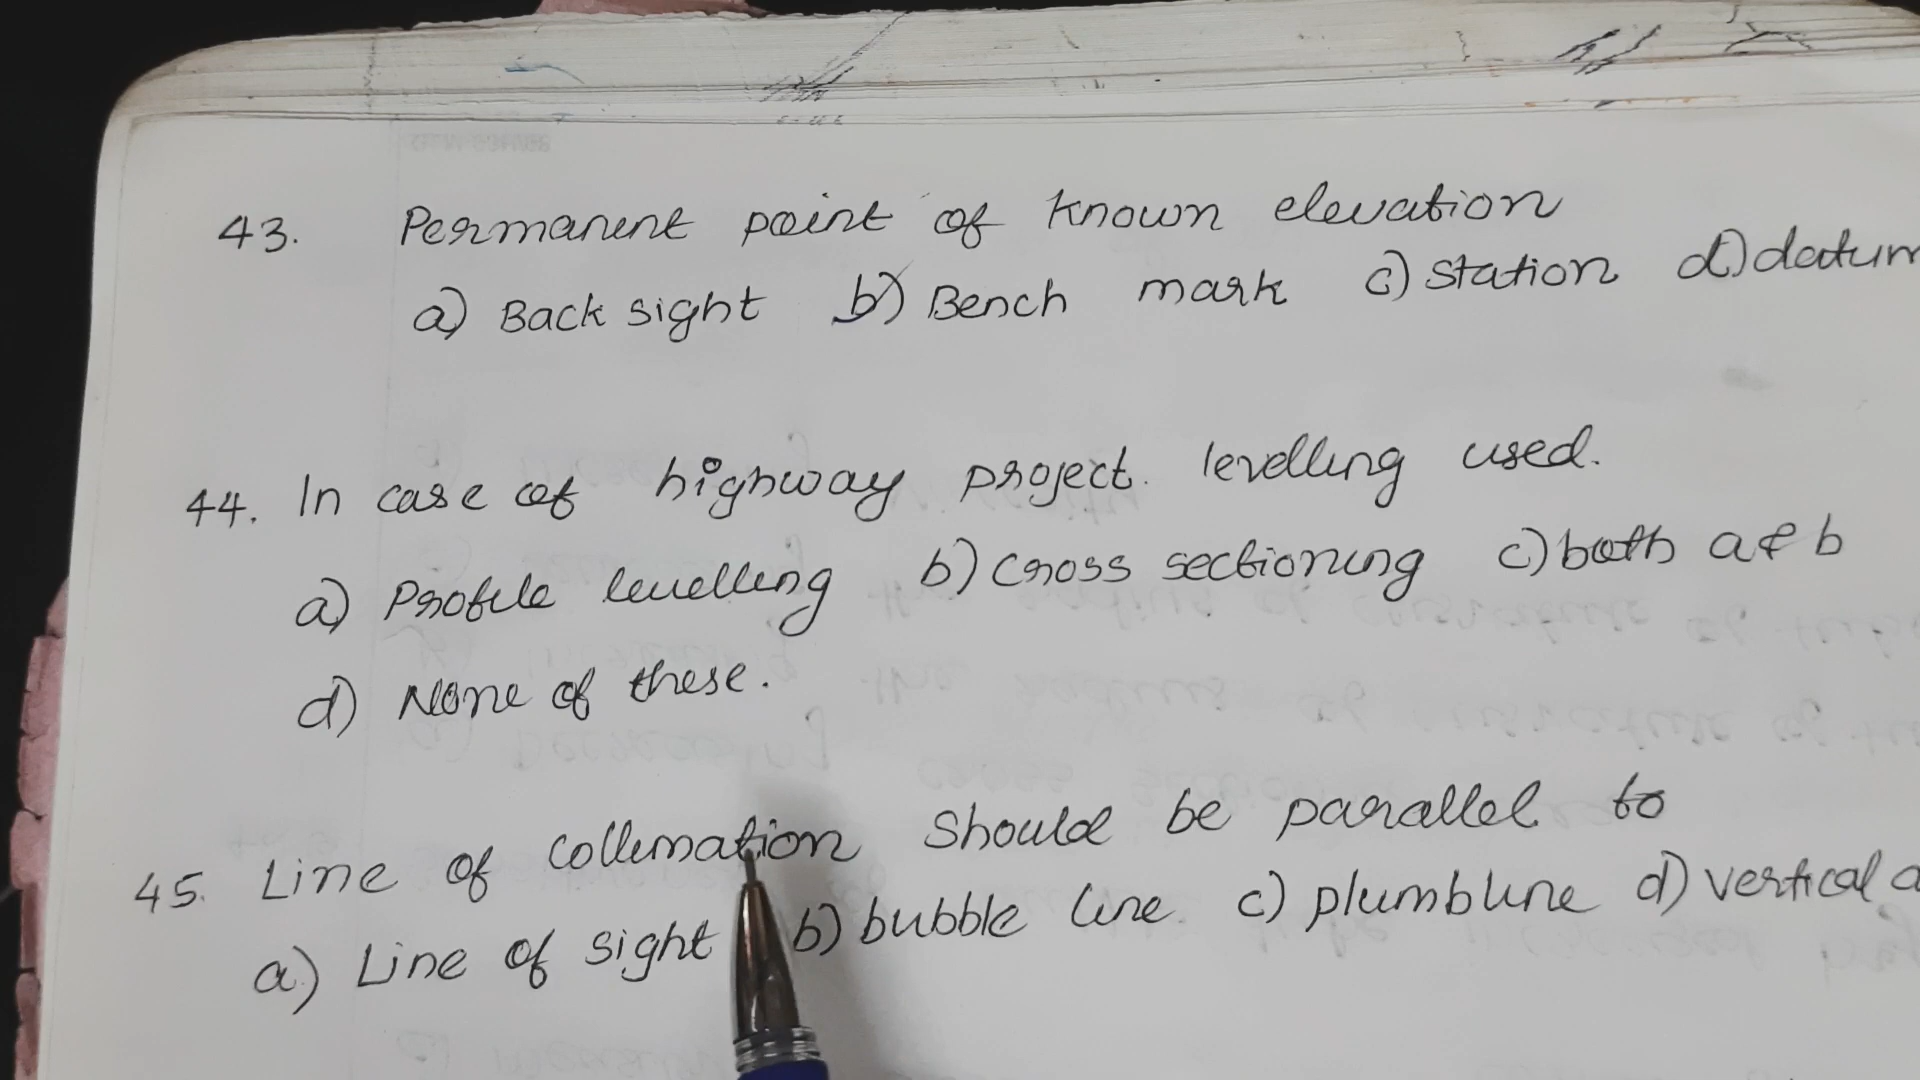 43. Permanent point of known elevation
a) Back sight b) Bench mark c) station d) datum
44. In case of highway project. levelling used.
a) Profile levelling b) cross sectioning c) both a & b
d) None of these.
45. Line of collimation should be parallel to
a) Line of sight b) bubble line c) plumbline d) vertical a